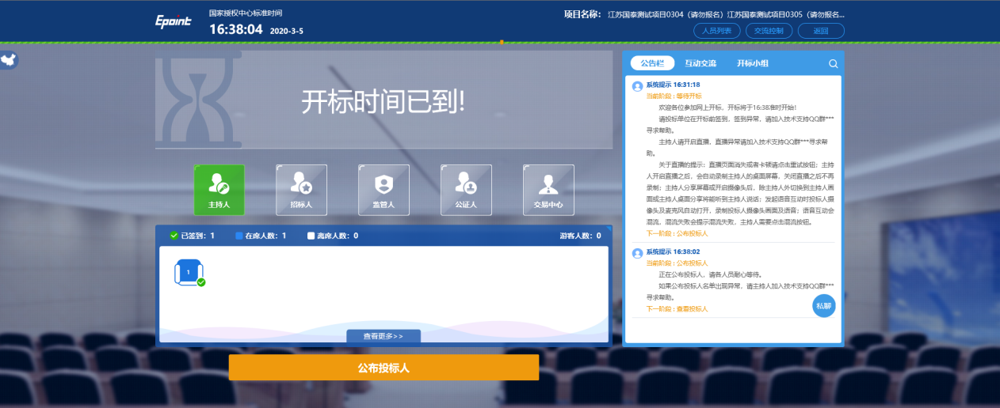 Epoint
国家授权中心标准时间
16:38:04 2020-3-5
项目名称： 江苏国泰测试项目0304（请勿报名）江苏国泰测试项目0305（请勿报名...
人员列表 交流控制 返回
开标时间已到!
主持人 招标人 监管人 公证人 交易中心
已签到：1 在席人数：1 离席人数：0 游客人数：0
1
查看更多>>
公布投标人
公告栏 互动交流 开标小组
系统提示 16:31:18
当前阶段 : 等待开标
欢迎各位参加网上开标，开标将于16:38准时开始!
请投标单位在开标前签到，签到异常，请加入技术支持QQ群***
寻求帮助。
主持人请开启直播，直播异常请加入技术支持QQ群***寻求帮
助。
关于直播的提示：直播页面消失或者卡顿请点击重试按钮；主持
人开启直播之后，会自动录制主持人的桌面屏幕，关闭直播之后不再
录制；主持人分享屏幕或开启摄像头后，除主持人外切换到主持人画
面或主持人桌面分享将能听到主持人说话；发起语音互动时投标人摄
像头及麦克风自动打开，录制投标人摄像头画面及语音；语音互动会
混流，混流失败会提示混流失败，主持人需要点击混流按钮。
下一阶段 : 公布投标人
系统提示 16:38:02
当前阶段 : 公布投标人
正在公布投标人，请各人员耐心等待。
如果公布投标人名单出现异常，请主持人加入技术支持QQ群***
寻求帮助。
下一阶段 : 查看投标人
私聊